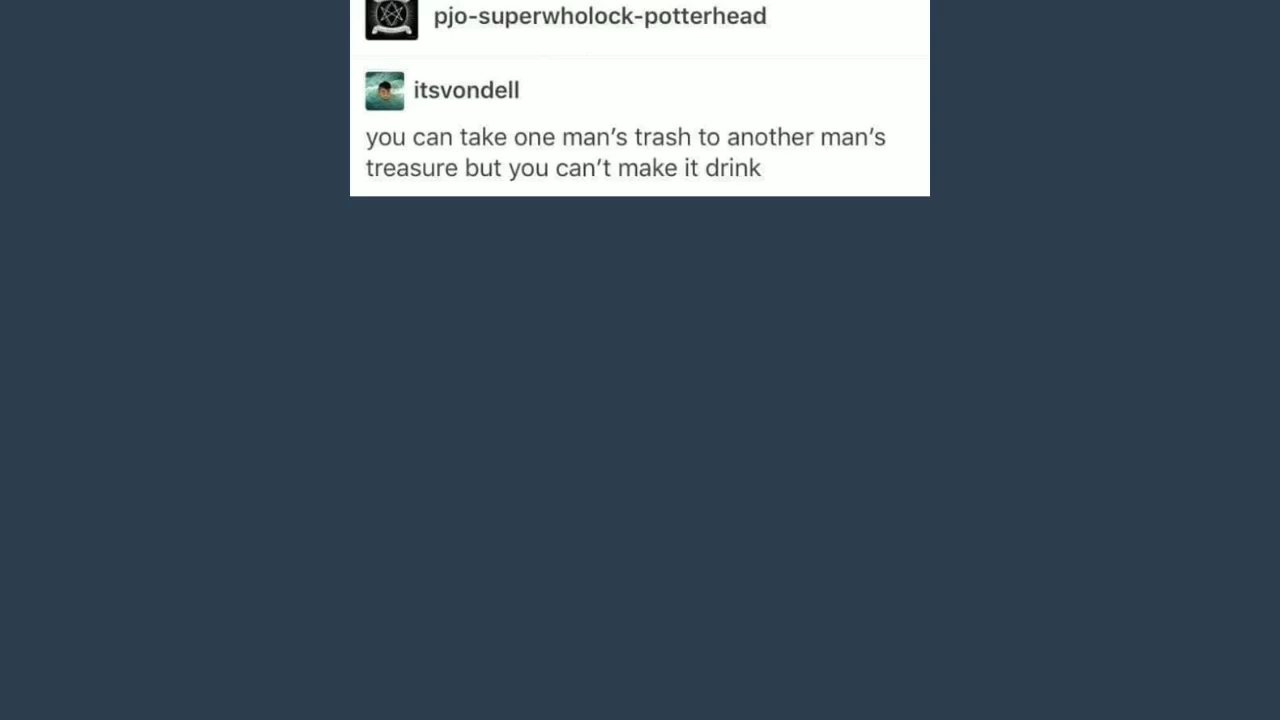 pjo-superwholock-potterhead
itsvondell
you can take one man’s trash to another man’s
treasure but you can’t make it drink